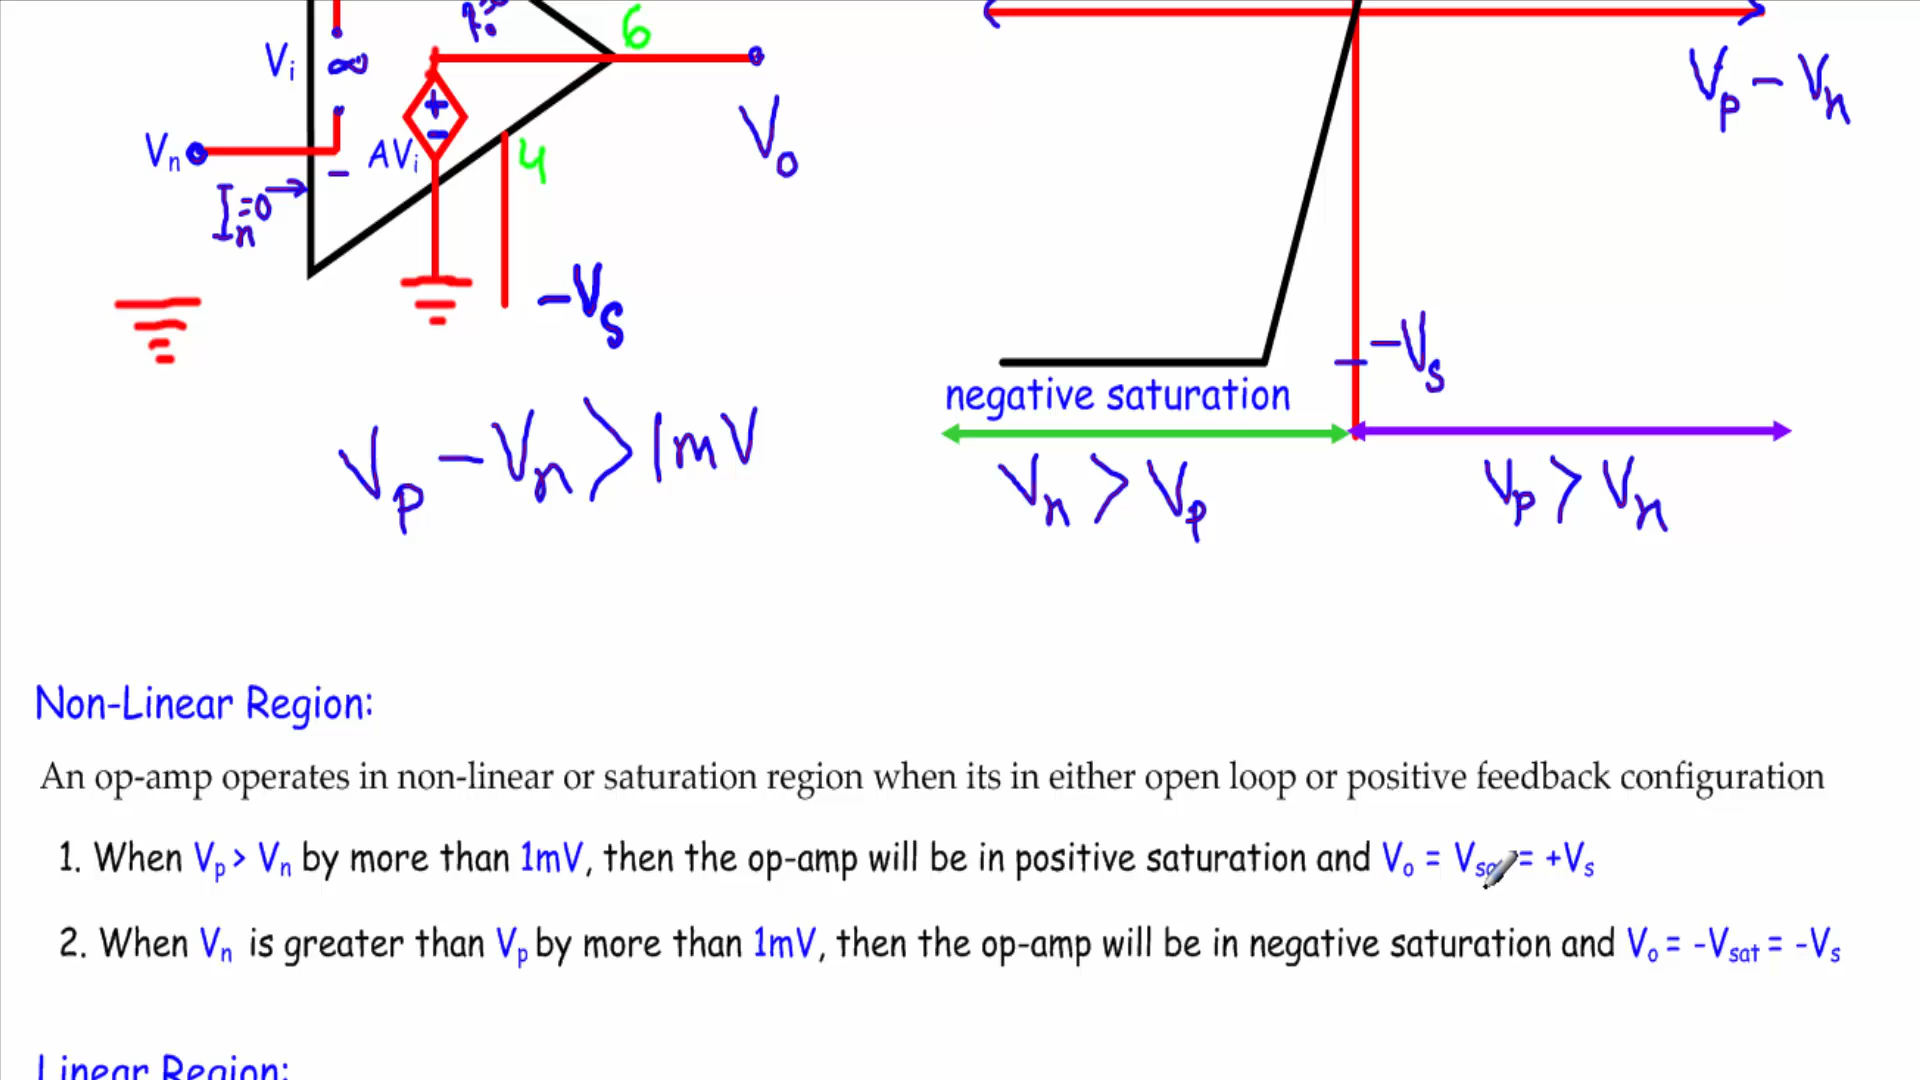 6
Vi ∞
Vp - Vn
Vo
Vn AVi 4
+
-
-
In=0
-Vs
-Vs
negative saturation
Vp - Vn > 1mV
Vn > Vp Vp > Vn
Non-Linear Region:
An op-amp operates in non-linear or saturation region when its in either open loop or positive feedback configuration
1. When Vp > Vn by more than 1mV, then the op-amp will be in positive saturation and Vo = = +Vs
2. When Vn is greater than Vp by more than 1mV, then the op-amp will be in negative saturation and Vo = -Vsat = -Vs
Linear Region: